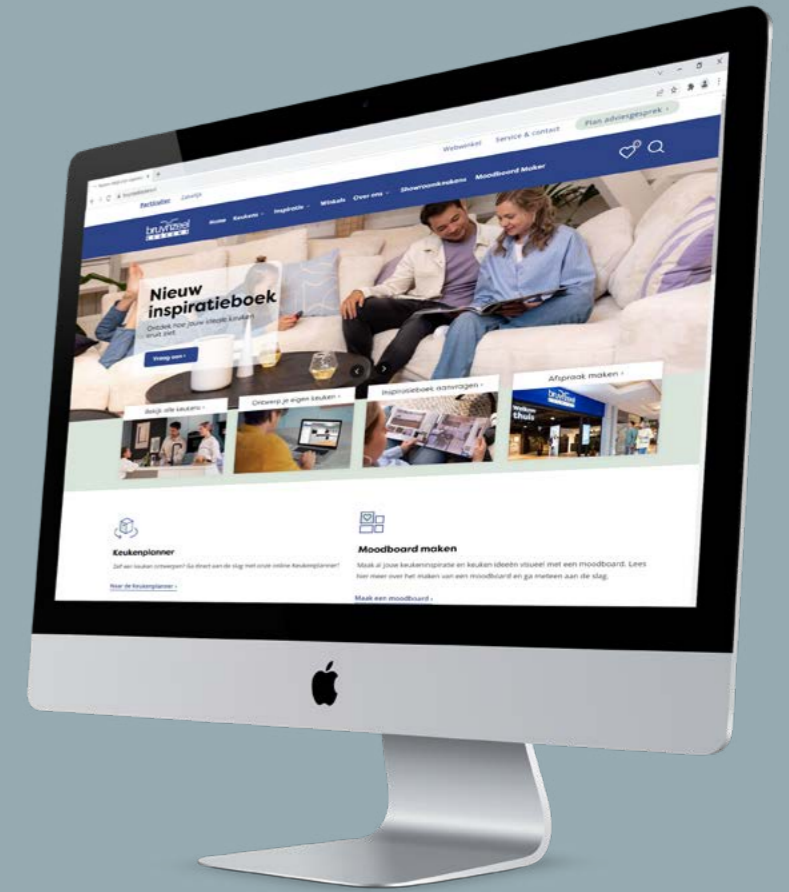 Plan adviesgesprek ›
Webwinkel Service & contact
Particulier Zakelijk
bruynzeel
KEUKENS
Home Keukens Inspiratie Winkels Over ons Showroomkeukens Moodboard Maker
Nieuw
inspiratieboek
Ontdek hoe jouw ideale keuken
eruit ziet.
Vraag aan ›
Bekijk alle keukens ›
Ontwerp je eigen keuken ›
Inspiratieboek aanvragen ›
Afspraak maken ›
bruynzeel
Welkom
thuis
Keukenplanner
Zelf een keuken ontwerpen? Ga direct aan de slag met onze online Keukenplanner!
Naar de Keukenplanner ›
Moodboard maken
Maak al jouw keukeninspiratie en keuken ideeën visueel met een moodboard. Lees
hier meer over het maken van een moodboard en ga meteen aan de slag.
Maak een moodboard ›